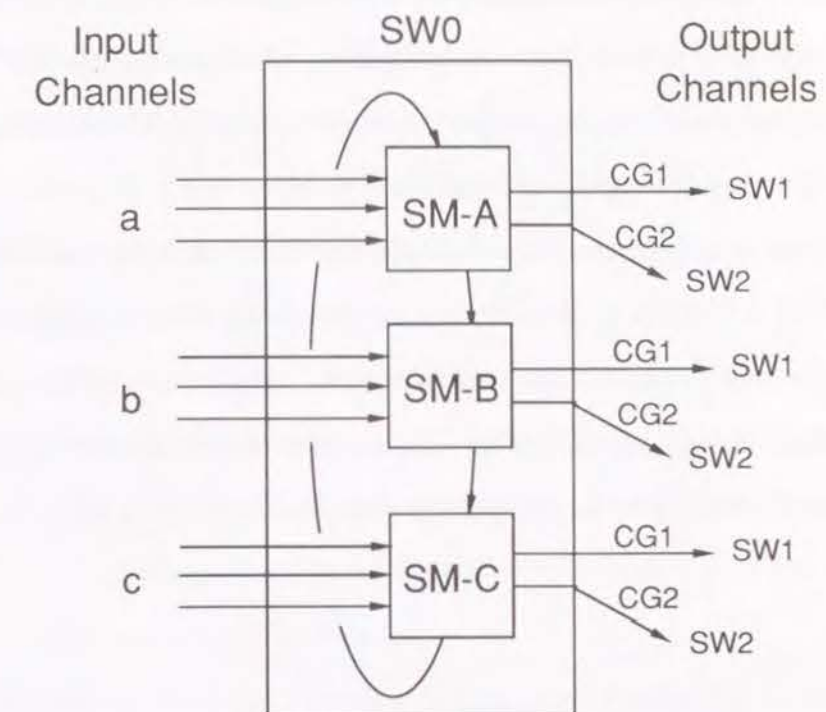 Input
Channels
SW0
Output
Channels
a
SM-A
CG1
SW1
CG2
SW2
b
SM-B
CG1
SW1
CG2
SW2
c
SM-C
CG1
SW1
CG2
SW2